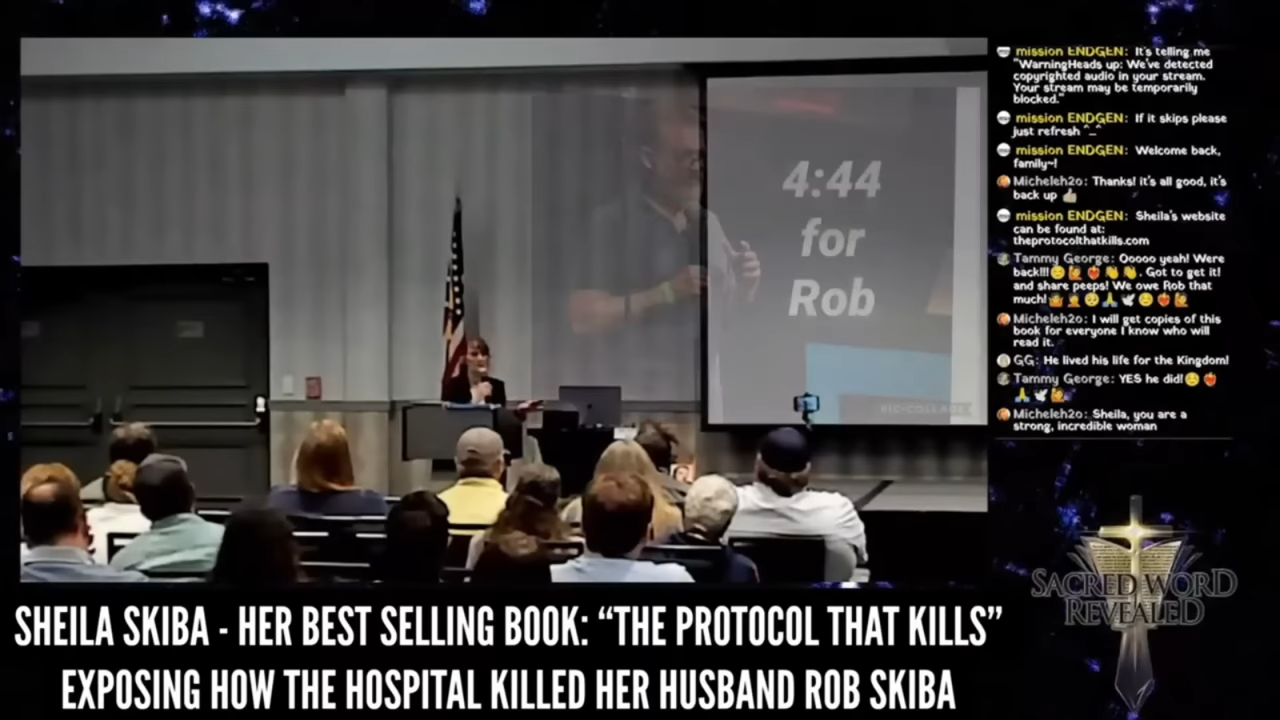 4:44
for
Rob
PIC•COLLAGE
mission ENDGEN: It's telling me
"WarningHeads up: We've detected
copyrighted audio in your stream.
Your stream may be temporarily
blocked."
mission ENDGEN: If it skips please
just refresh ^_^
mission ENDGEN: Welcome back,
family~!
Micheleh2o: Thanks! it's all good, it's
back up 👍
mission ENDGEN: Sheila's website
can be found at:
theprotocolthatkills.com
Tammy George: Ooooo yeah! Were
back!!!. Got to get it!
and share peeps! We owe Rob that
much!
Micheleh2o: I will get copies of this
book for everyone I know who will
read it.
GG: He lived his life for the Kingdom!
Tammy George: YES he did!
Micheleh2o: Sheila, you are a
strong, incredible woman
SACRED WORD
REVEALED
SHEILA SKIBA - HER BEST SELLING BOOK: “THE PROTOCOL THAT KILLS”
EXPOSING HOW THE HOSPITAL KILLED HER HUSBAND ROB SKIBA